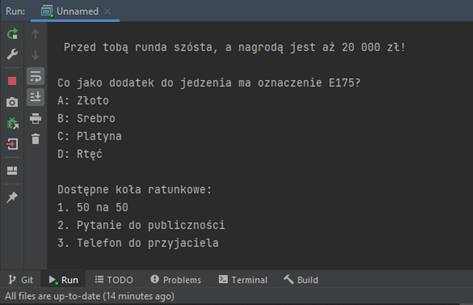 Run: Unnamed
Przed tobą runda szósta, a nagrodą jest aż 20 000 zł!
Co jako dodatek do jedzenia ma oznaczenie E175?
A: Złoto
B: Srebro
C: Platyna
D: Rtęć
Dostępne koła ratunkowe:
1. 50 na 50
2. Pytanie do publiczności
3. Telefon do przyjaciela
Git Run TODO Problems Terminal Build
All files are up-to-date (14 minutes ago)